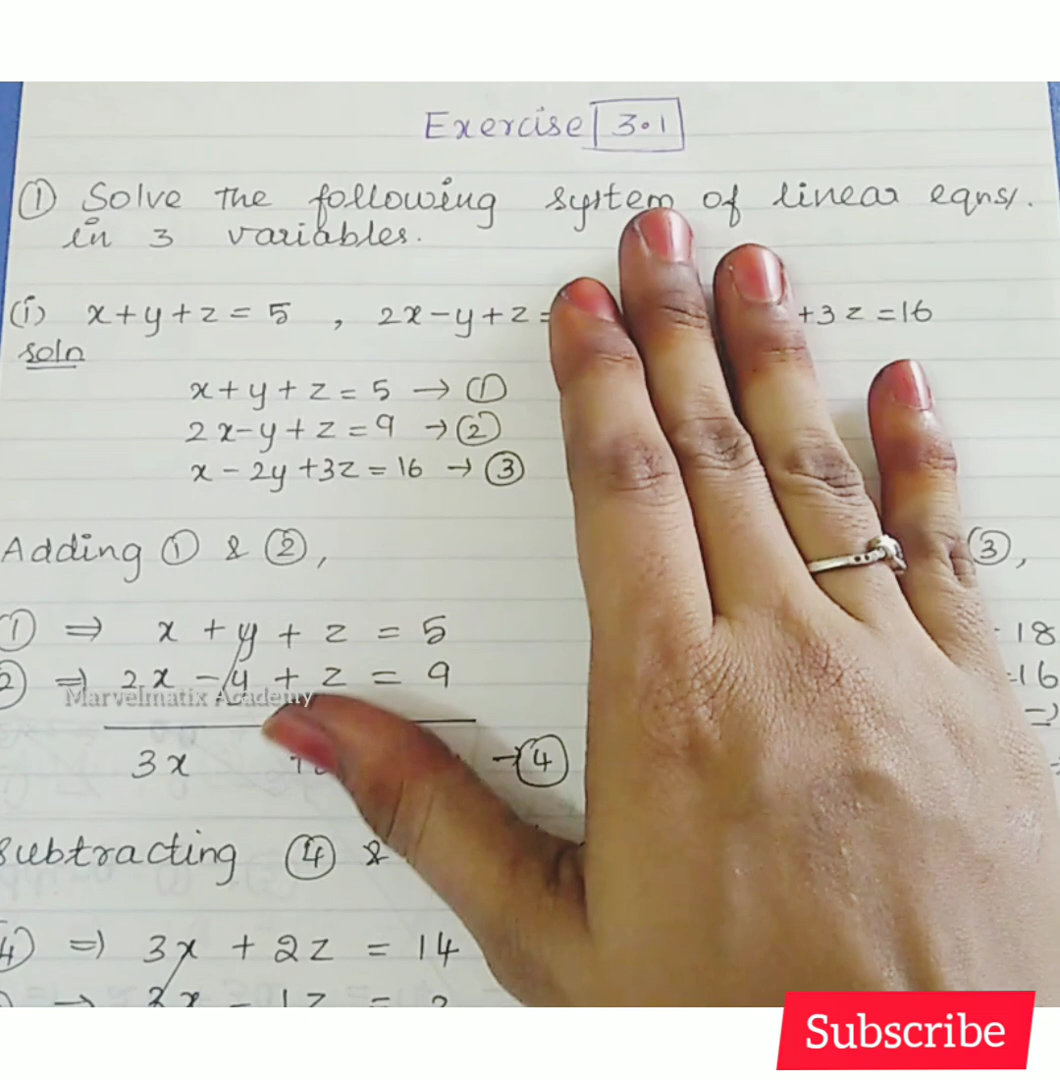 Exercise 3.1
① Solve the following system of linear eqns/.
in 3 variables.
(i) x+y+z=5 , 2x-y+z= +3z=16
soln
x+y+z=5 → ①
2x-y+z=9 → ②
x-2y+3z=16 → ③
Adding ① & ②, ③,
① ⇒ x + y + z = 5 18
2) ⇒ 2x - y + z = 9 -16
Marvelmatix Academy
⇒
3x → ④
Subtracting ④ &
④ ⇒ 3x + 2z = 14
Subscribe